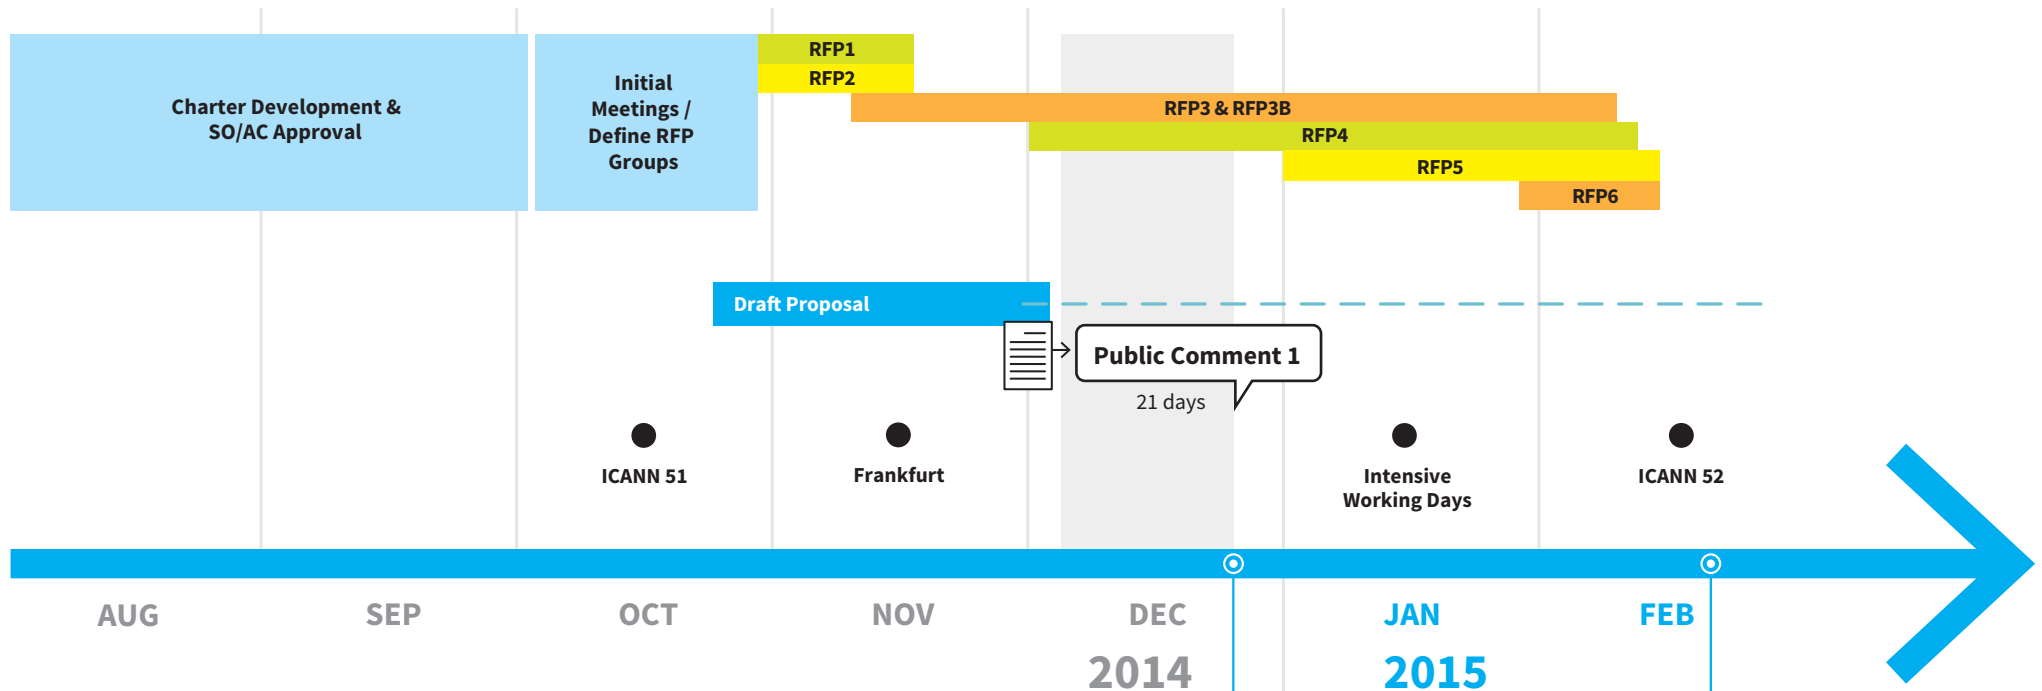 Charter Development &
SO/AC Approval
Initial
Meetings /
Define RFP
Groups
RFP1
RFP2
RFP3 & RFP3B
RFP4
RFP5
RFP6
Draft Proposal
Public Comment 1
21 days
ICANN 51
Frankfurt
Intensive
Working Days
ICANN 52
AUG
SEP
OCT
NOV
DEC
JAN
FEB
2014
2015